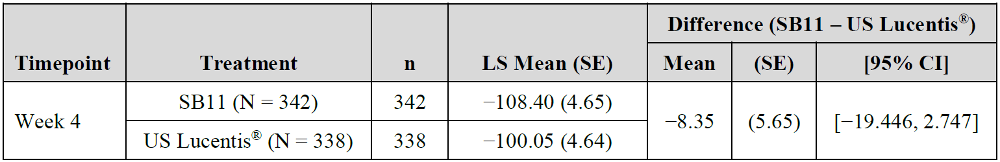 Difference (SB11 – US Lucentis®)
Timepoint Treatment n LS Mean (SE) Mean (SE) [95% CI]
SB11 (N = 342) 342 −108.40 (4.65)
Week 4 −8.35 (5.65) [−19.446, 2.747]
US Lucentis® (N = 338) 338 −100.05 (4.64)